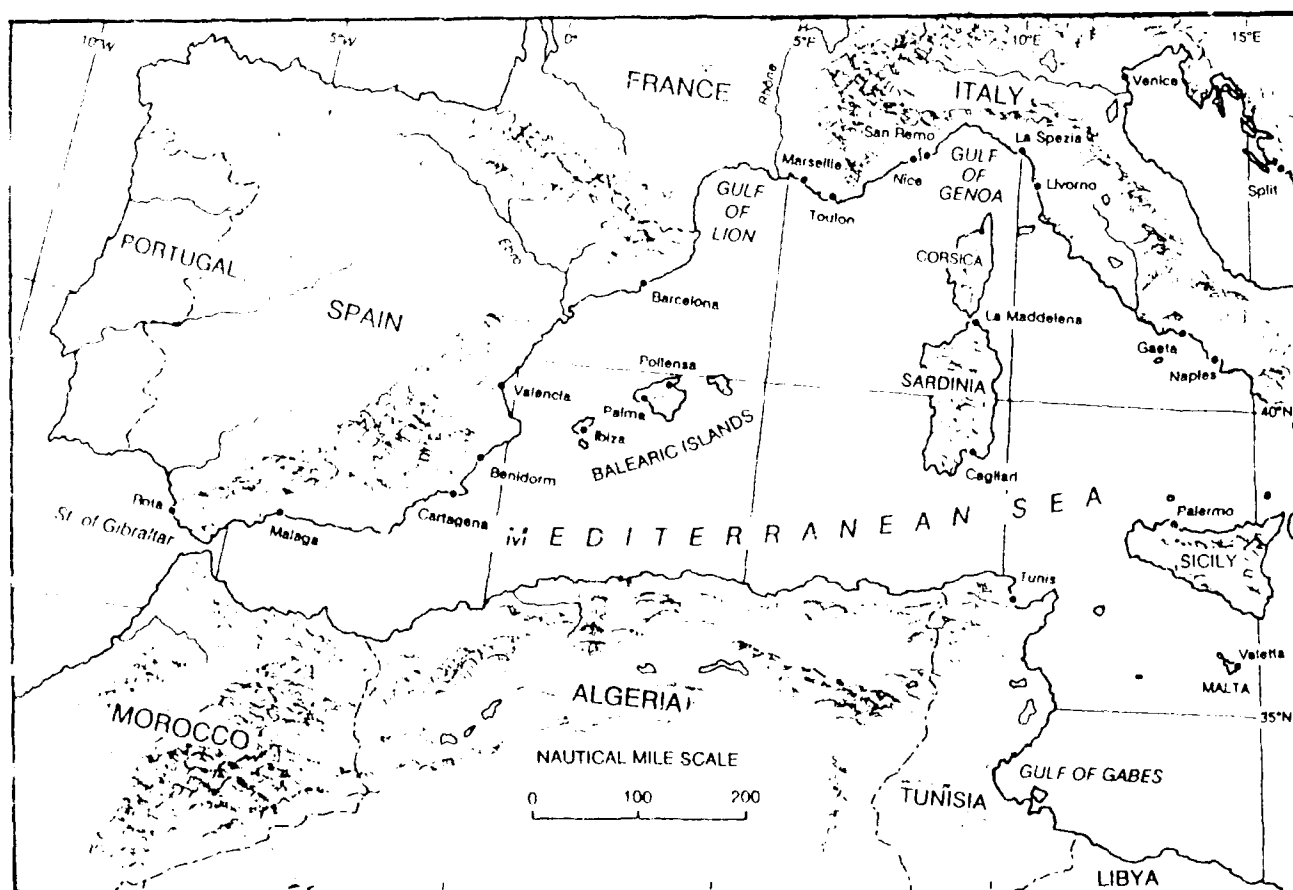 10°W
5°W
0°
5°E
10°E
15°E
FRANCE
Rhône
ITALY
Venice
San Remo
La Spezia
Marseille
Nice
GULF
OF
GENOA
Livorno
Split
GULF
OF
LION
Toulon
PORTUGAL
Ebro
CORSICA
Barcelona
SPAIN
La Maddelena
Gaeta
Naples
Pollensa
Valencia
Palma
SARDINIA
40°N
Ibiza
BALEARIC ISLANDS
Benidorm
Cagliari
Rota
St. of Gibraltar
Malaga
Cartagena
MEDITERRANEAN SEA
Palermo
SICILY
Tunis
Valetta
MALTA
ALGERIA
35°N
MOROCCO
NAUTICAL MILE SCALE
0 100 200
TUNISIA
GULF OF GABES
LIBYA